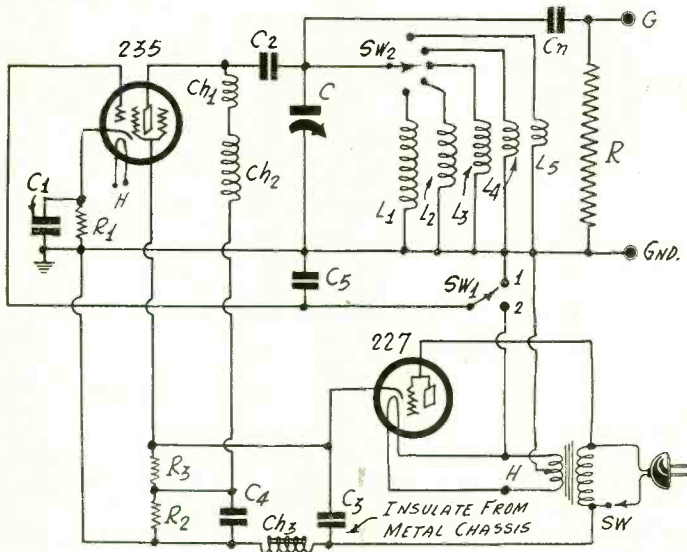 235
C2
Cn
G
SW2
Ch1
C
Ch2
L5
R
C1
H
L4
L3
L2
L1
R1
GND.
C5
SW1
1
2
227
R3
H
C4
C3
INSULATE FROM
METAL CHASSIS
R2
Ch3
SW